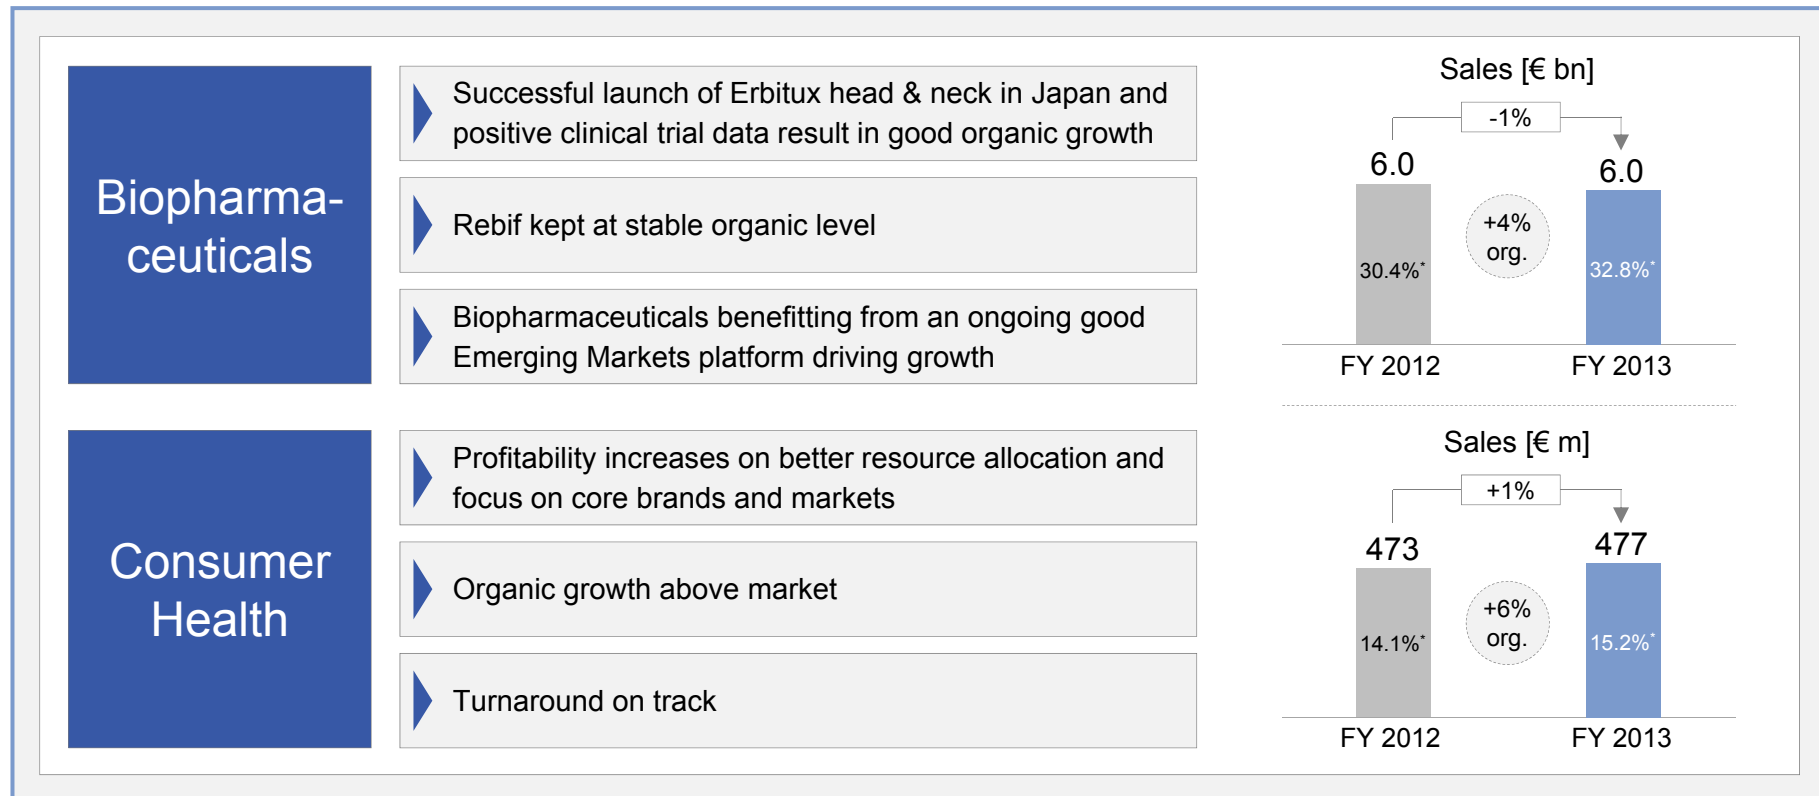 Biopharma-
ceuticals
Successful launch of Erbitux head & neck in Japan and
positive clinical trial data result in good organic growth
Rebif kept at stable organic level
Biopharmaceuticals benefitting from an ongoing good
Emerging Markets platform driving growth
Sales [€ bn]
-1%
6.0
6.0
+4%
org.
30.4%*
32.8%*
FY 2012
FY 2013
Consumer
Health
Profitability increases on better resource allocation and
focus on core brands and markets
Organic growth above market
Turnaround on track
Sales [€ m]
+1%
473
477
+6%
org.
14.1%*
15.2%*
FY 2012
FY 2013